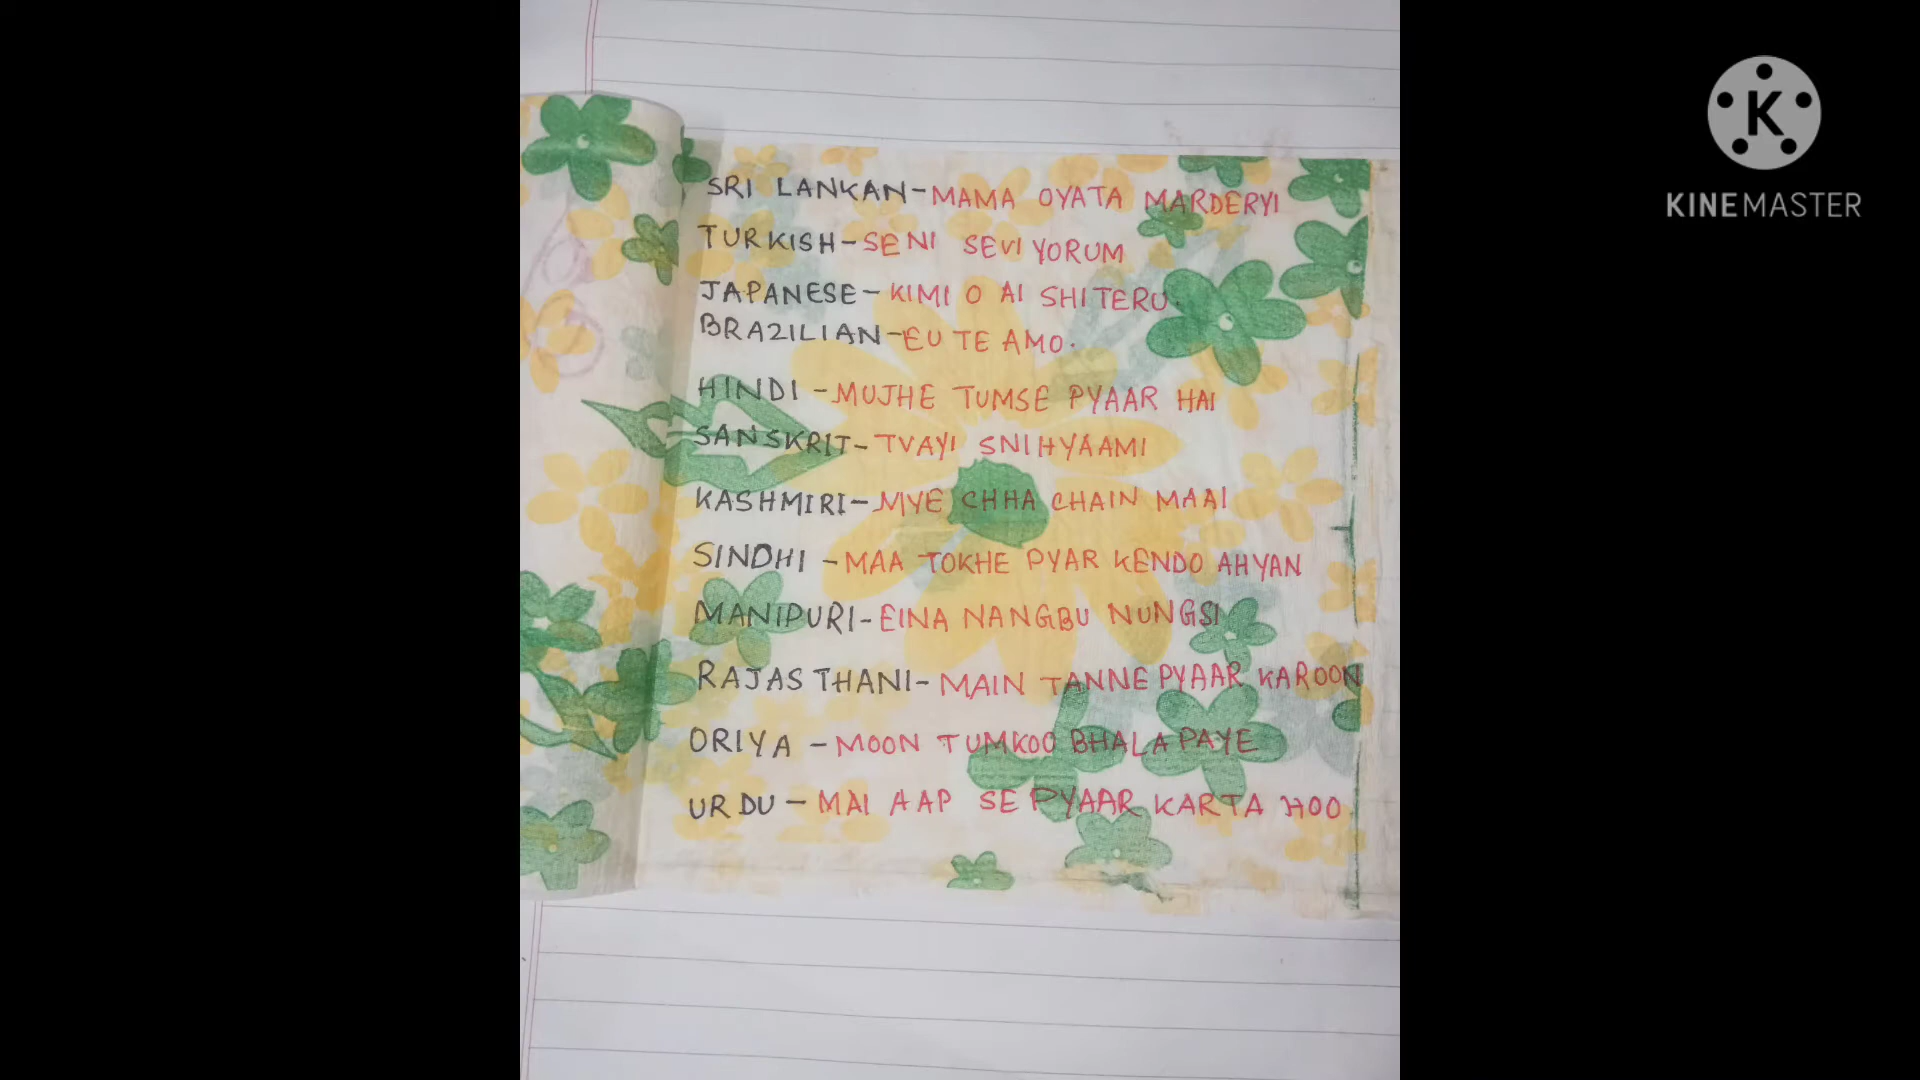 SRI LANKAN-MAMA OYATA MARDERYI
TURKISH-SENI SEVI YORUM
JAPANESE-KIMI O AI SHITERU.
BRAZILIAN-EU TE AMO.
HINDI-MUJHE TUMSE PYAAR HAI
SANSKRIT-TVAYI SNIHYAAMI
KASHMIRI-MYE CHHA CHAIN MAAI
SINDHI-MAA TOKHE PYAR KENDO AHYAN
MANIPURI-EINA NANGBU NUNGSI
RAJASTHANI-MAIN TANNE PYAAR KAROON
ORIYA-MOON TUMKOO BHALA PAYE
URDU-MAI AAP SE PYAAR KARTA HOO
K
KINEMASTER